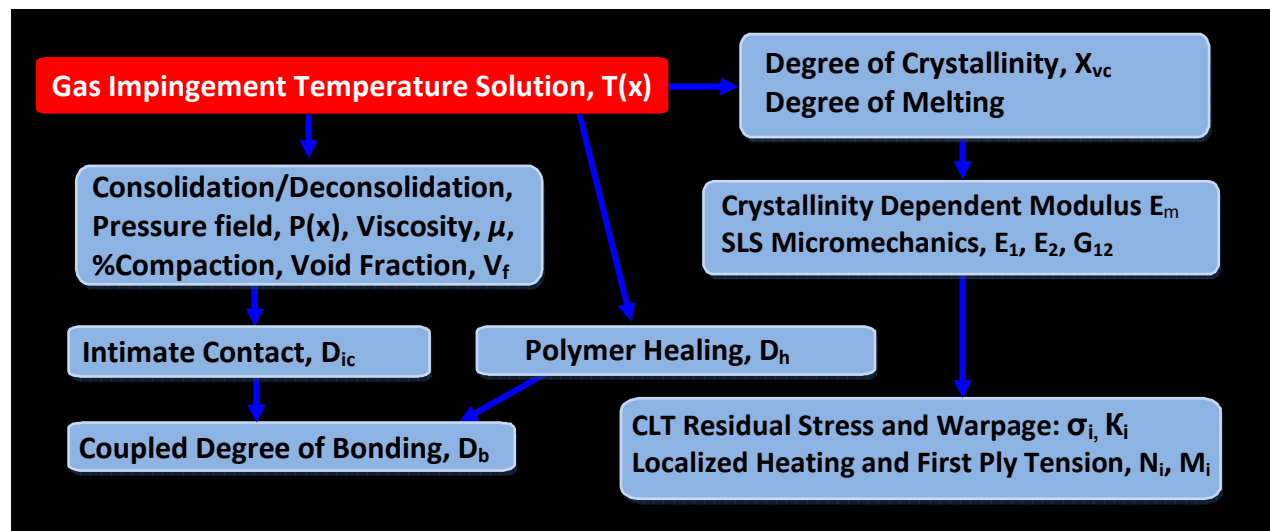 Gas Impingement Temperature Solution, T(x)
Degree of Crystallinity, Xvc
Degree of Melting
Consolidation/Deconsolidation,
Pressure field, P(x), Viscosity, μ,
%Compaction, Void Fraction, Vf
Crystallinity Dependent Modulus Em
SLS Micromechanics, E1, E2, G12
Intimate Contact, Dic
Polymer Healing, Dh
Coupled Degree of Bonding, Db
CLT Residual Stress and Warpage: σi, Ki
Localized Heating and First Ply Tension, Ni, Mi